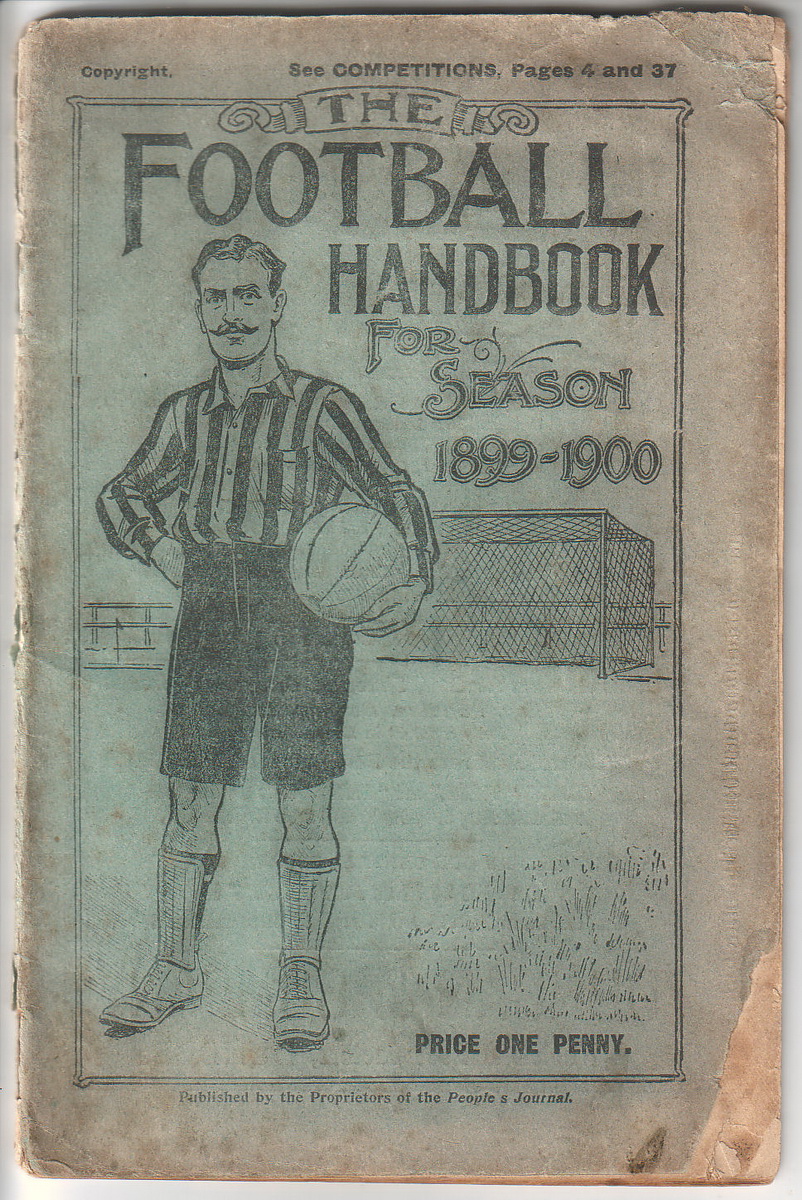 Copyright.
See COMPETITIONS, Pages 4 and 37
THE
FOOTBALL
HANDBOOK
FOR
SEASON
1899-1900
PRICE ONE PENNY.
Published by the Proprietors of the People s Journal.